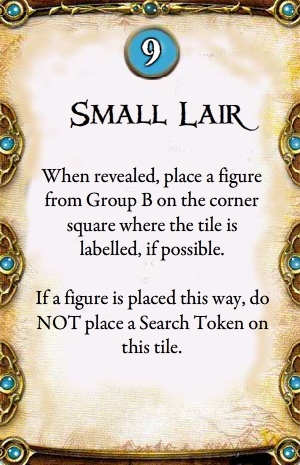 9
Small Lair
When revealed, place a figure
from Group B on the corner
square where the tile is
labelled, if possible.
If a figure is placed this way, do
NOT place a Search Token on
this tile.